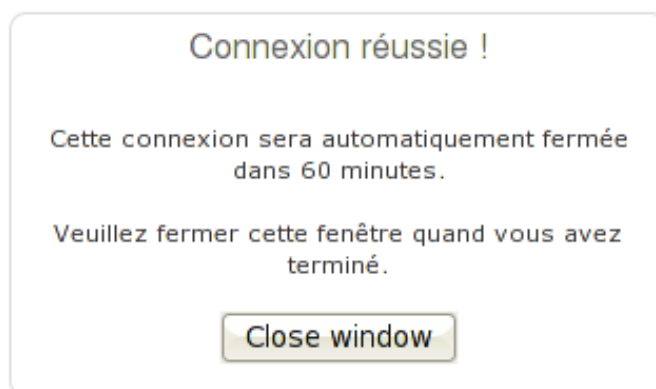 Connexion réussie !
Cette connexion sera automatiquement fermée
dans 60 minutes.
Veuillez fermer cette fenêtre quand vous avez
terminé.
Close window